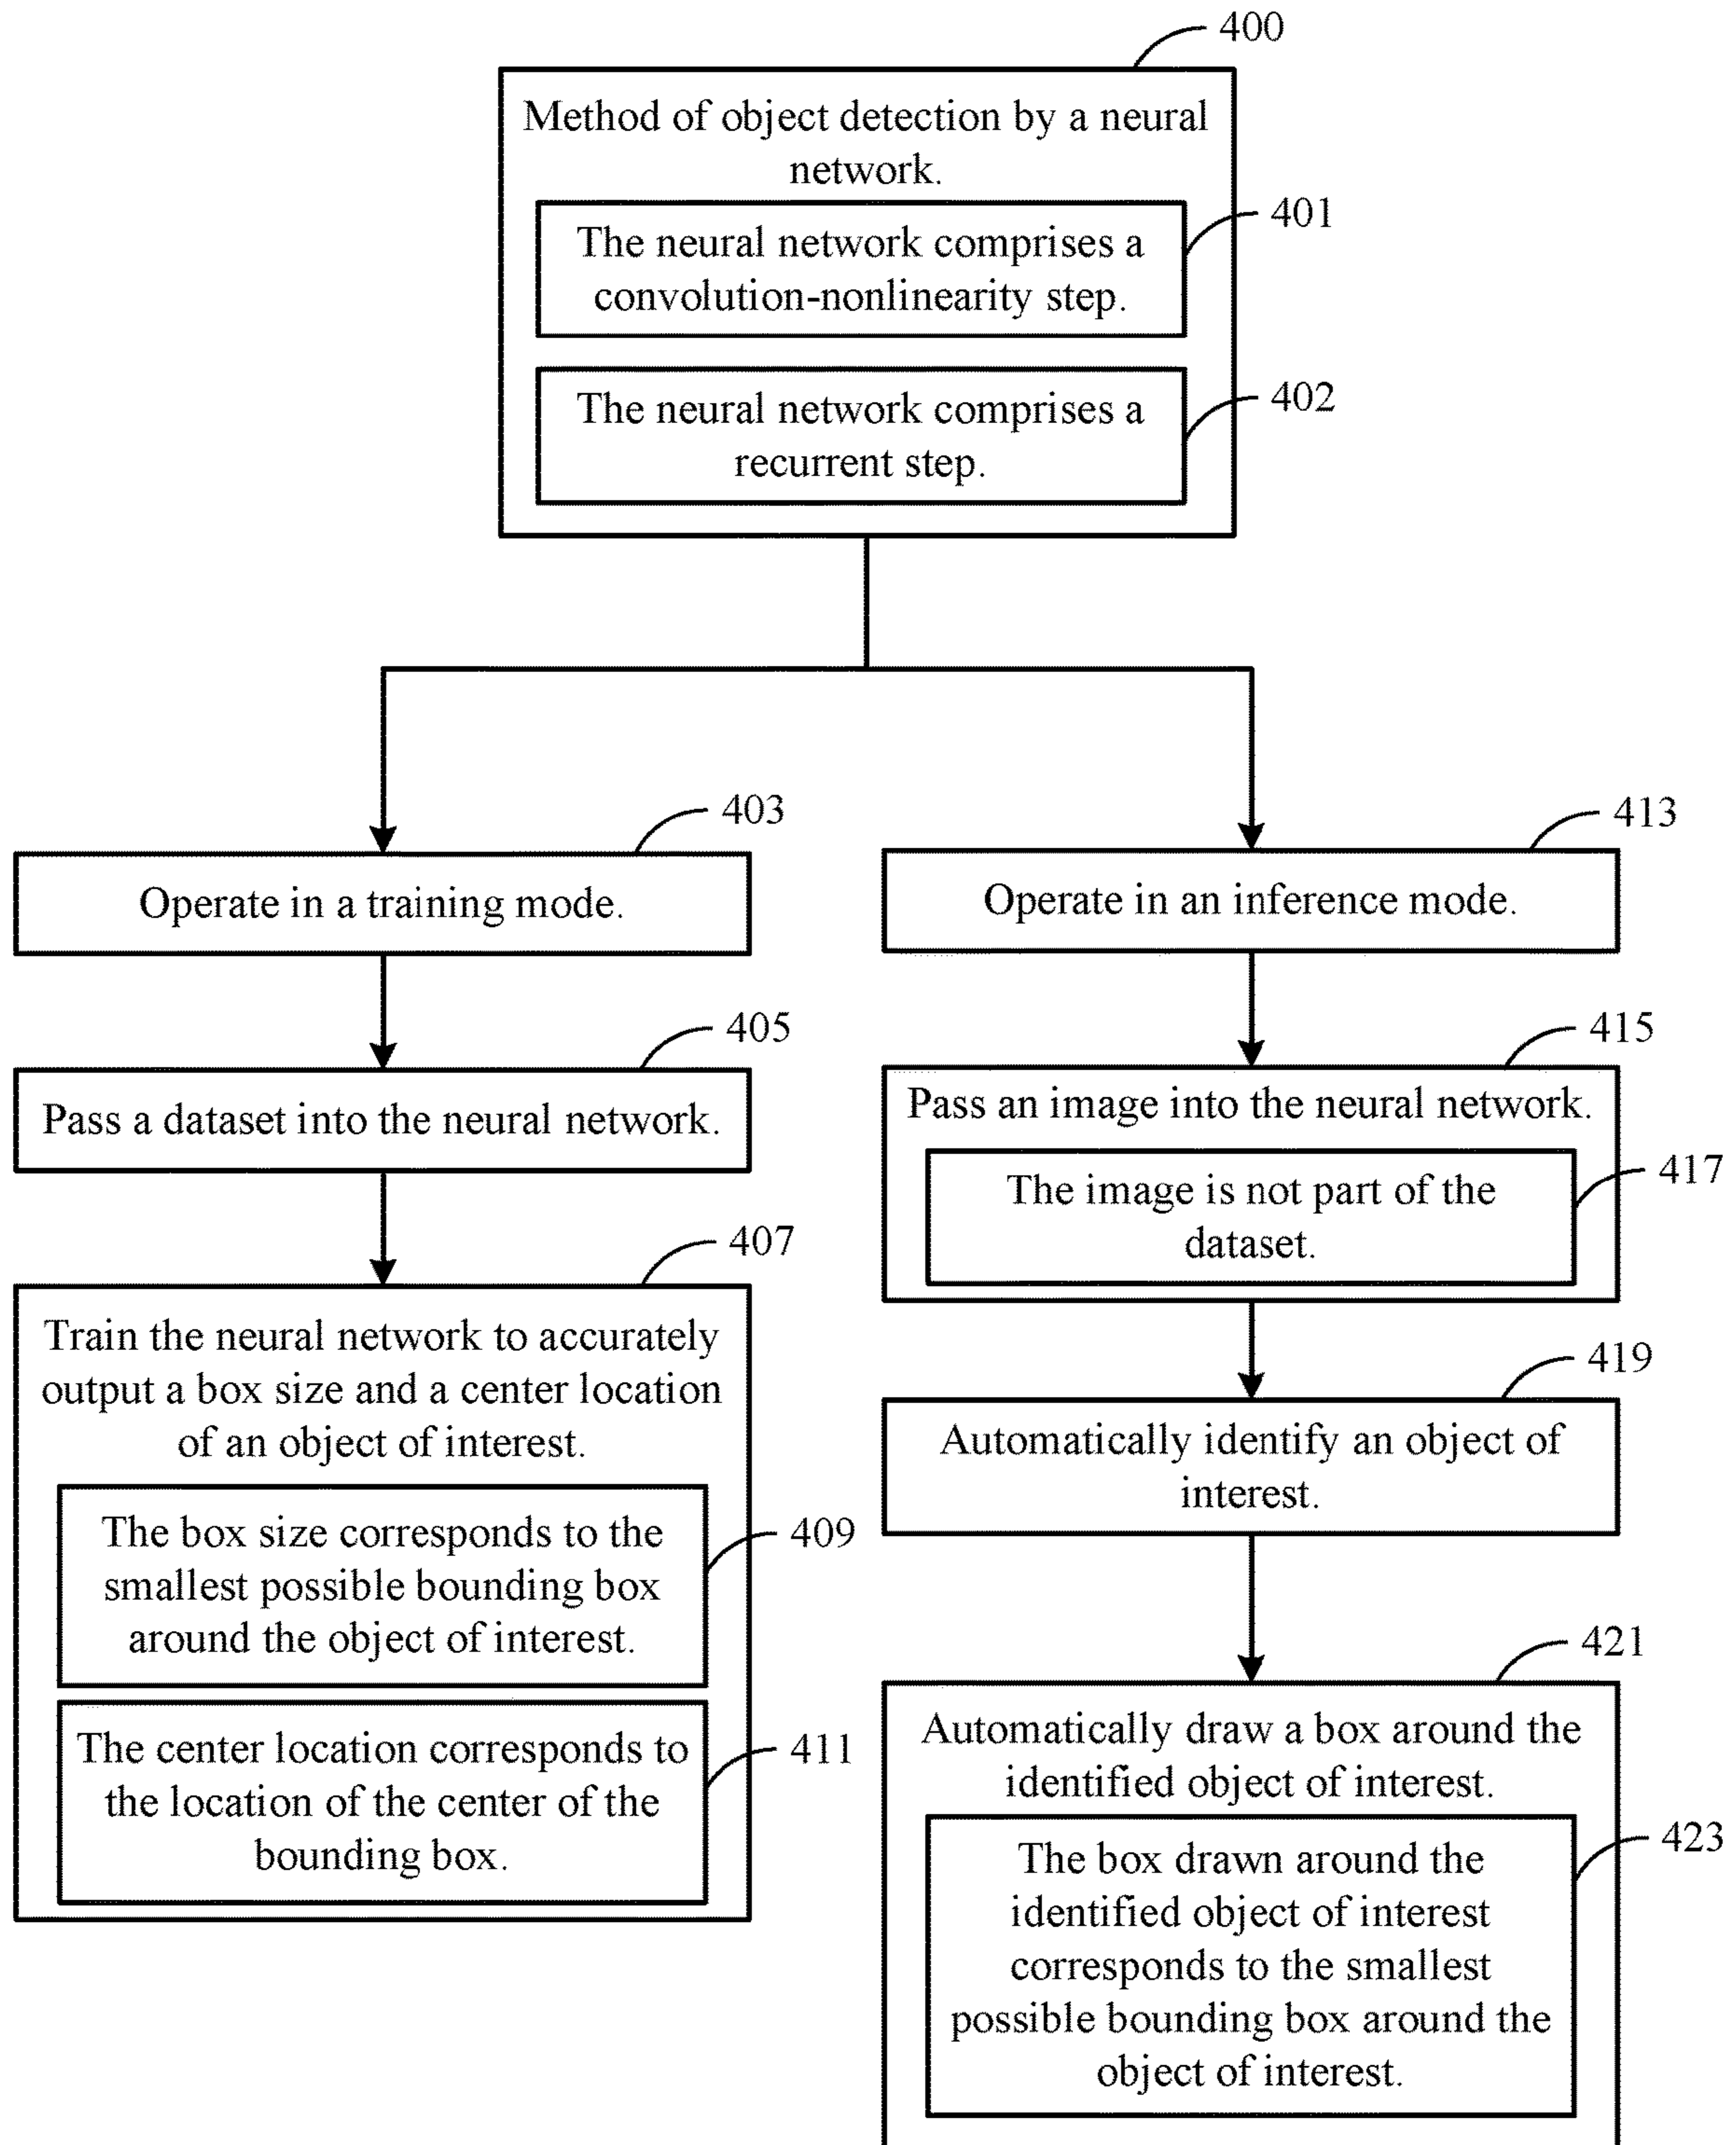 400
Method of object detection by a neural
network.
401
The neural network comprises a
convolution-nonlinearity step.
402
The neural network comprises a
recurrent step.
403
Operate in a training mode.
405
Pass a dataset into the neural network.
407
Train the neural network to accurately
output a box size and a center location
of an object of interest.
409
The box size corresponds to the
smallest possible bounding box
around the object of interest.
411
The center location corresponds to
the location of the center of the
bounding box.
413
Operate in an inference mode.
415
Pass an image into the neural network.
417
The image is not part of the
dataset.
419
Automatically identify an object of
interest.
421
Automatically draw a box around the
identified object of interest.
423
The box drawn around the
identified object of interest
corresponds to the smallest
possible bounding box around the
object of interest.